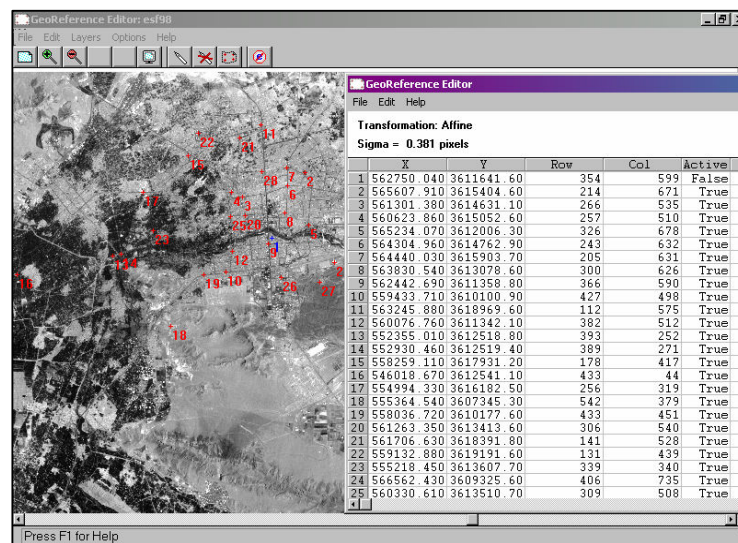 GeoReference Editor: esf98
File Edit Layers Options Help
GeoReference Editor
File Edit Help
Transformation: Affine
Sigma = 0.381 pixels
X Y Row Col Active
1 562750.040 3611641.60 354 599 False
2 565607.910 3615404.60 214 671 True
3 561301.380 3614631.10 266 535 True
4 560623.860 3615052.60 257 510 True
5 565234.070 3612006.30 326 678 True
6 564304.960 3614762.90 243 632 True
7 564440.030 3615903.70 205 631 True
8 563830.540 3613078.60 300 626 True
9 562442.690 3611358.80 366 590 True
10 559433.710 3610100.90 427 498 True
11 563245.880 3618969.60 112 575 True
12 560076.760 3611342.10 382 512 True
13 552355.010 3612518.80 393 252 True
14 552930.460 3612519.40 389 271 True
15 558259.110 3617931.20 178 417 True
16 546018.670 3612541.10 433 44 True
17 554994.330 3616182.50 256 319 True
18 555364.540 3607345.30 542 379 True
19 558036.720 3610177.60 433 451 True
20 561263.350 3613413.60 306 540 True
21 561706.630 3618391.80 141 528 True
22 559132.880 3619191.60 131 439 True
23 555218.450 3613607.70 339 340 True
24 566562.430 3609325.60 406 735 True
25 560330.610 3613510.70 309 508 True
11
22
21
15
28 7 2
6
17
4 3
8
25 20
5
23
1
9
12
19 10
26
27
18
Press F1 for Help